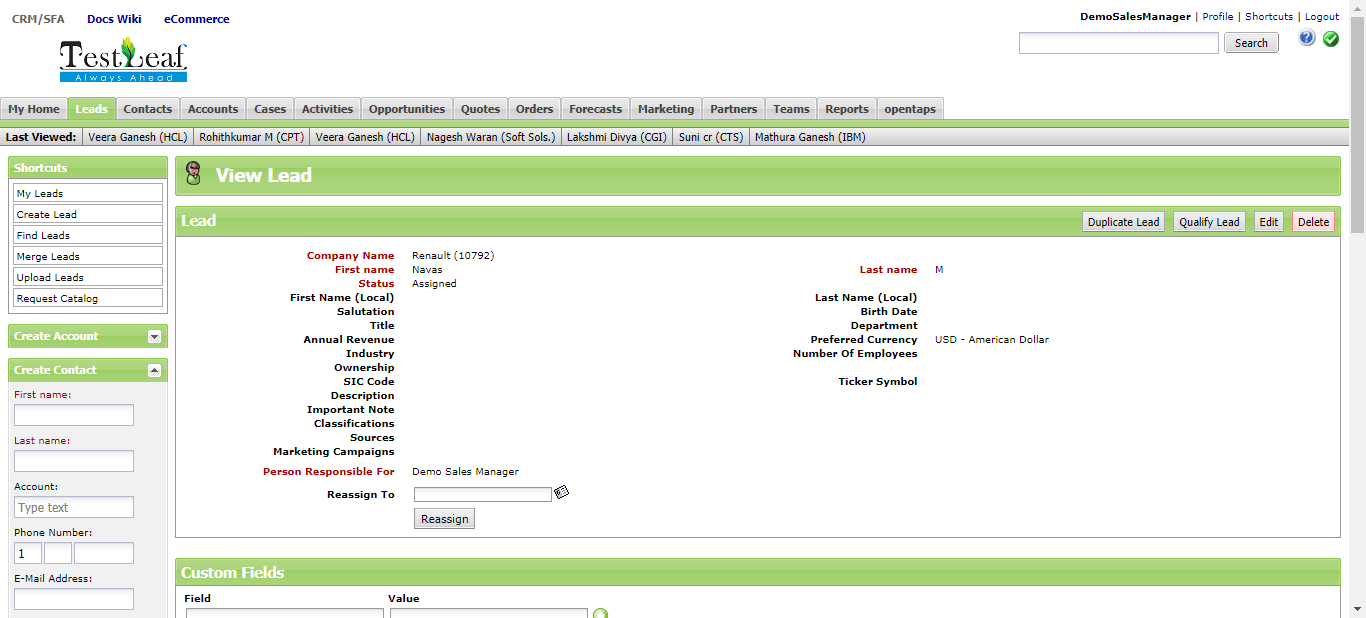 CRM/SFA Docs Wiki eCommerce
DemoSalesManager | Profile | Shortcuts | Logout
Search
TestLeaf
Always Ahead
My Home Leads Contacts Accounts Cases Activities Opportunities Quotes Orders Forecasts Marketing Partners Teams Reports opentaps
Last Viewed: Veera Ganesh (HCL) Rohithkumar M (CPT) Veera Ganesh (HCL) Nagesh Waran (Soft Sols.) Lakshmi Divya (CGI) Suni cr (CTS) Mathura Ganesh (IBM)
Shortcuts
My Leads
Create Lead
Find Leads
Merge Leads
Upload Leads
Request Catalog
Create Account
Create Contact
First name:
Last name:
Account:
Type text
Phone Number:
1
E-Mail Address:
View Lead
Lead Duplicate Lead Qualify Lead Edit Delete
Company Name Renault (10792)
First name Navas Last name M
Status Assigned
First Name (Local) Last Name (Local)
Salutation Birth Date
Title Department
Annual Revenue Preferred Currency USD - American Dollar
Industry Number Of Employees
Ownership
SIC Code Ticker Symbol
Description
Important Note
Classifications
Sources
Marketing Campaigns
Person Responsible For Demo Sales Manager
Reassign To
Reassign
Custom Fields
Field Value